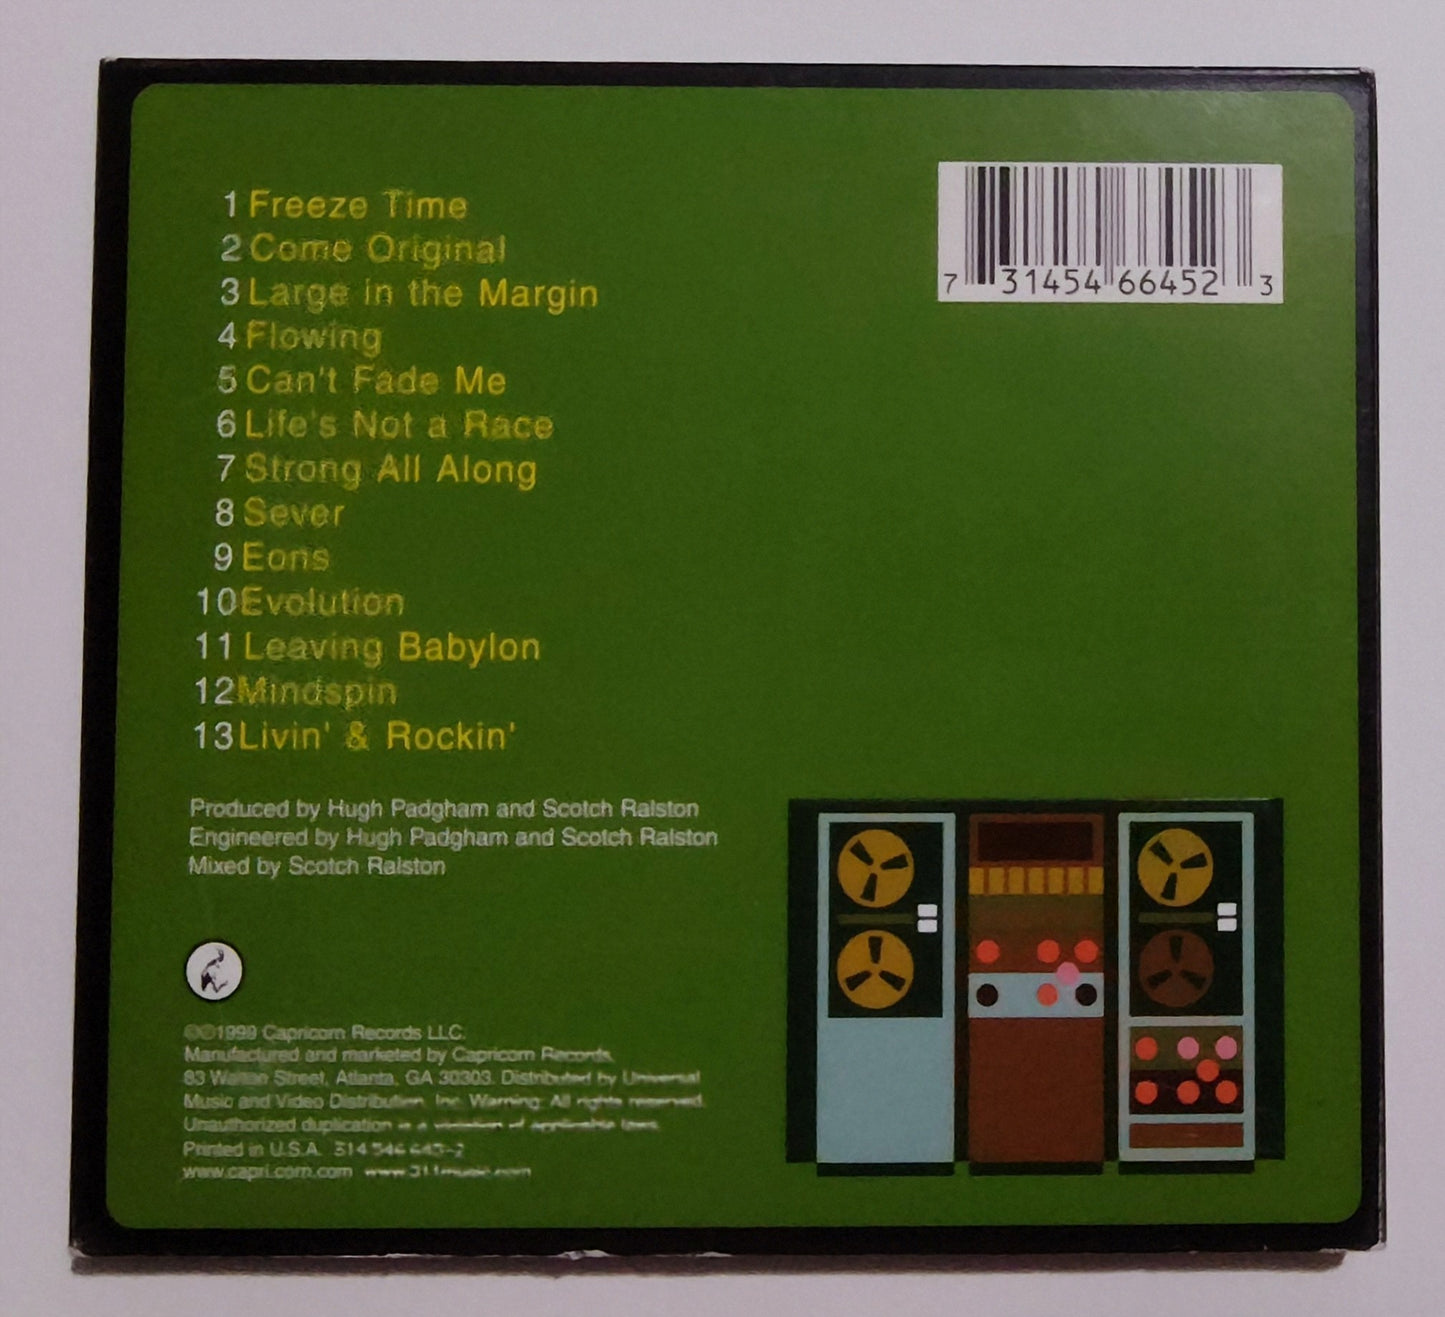 1 Freeze Time
2 Come Original
3 Large in the Margin
4 Flowing
5 Can't Fade Me
6 Life's Not a Race
7 Strong All Along
8 Sever
9 Eons
10 Evolution
11 Leaving Babylon
12 Mindspin
13 Livin' & Rockin'
7 31454 66452 3
Produced by Hugh Padgham and Scotch Ralston
Engineered by Hugh Padgham and Scotch Ralston
Mixed by Scotch Ralston
1999 Capricorn Records LLC.
Manufactured and marketed by Capricorn Records,
83 Walton Street, Atlanta, GA 30303. Distributed by Universal
Music and Video Distribution, Inc. Warning: All rights reserved.
Unauthorized duplication is a violation of applicable laws.
Printed in U.S.A. 314 546
www.capri.corn.com www.311music.com